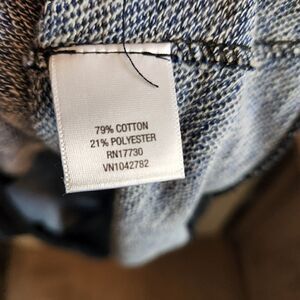 79% COTTON
21% POLYESTER
RN17730
VN1042782